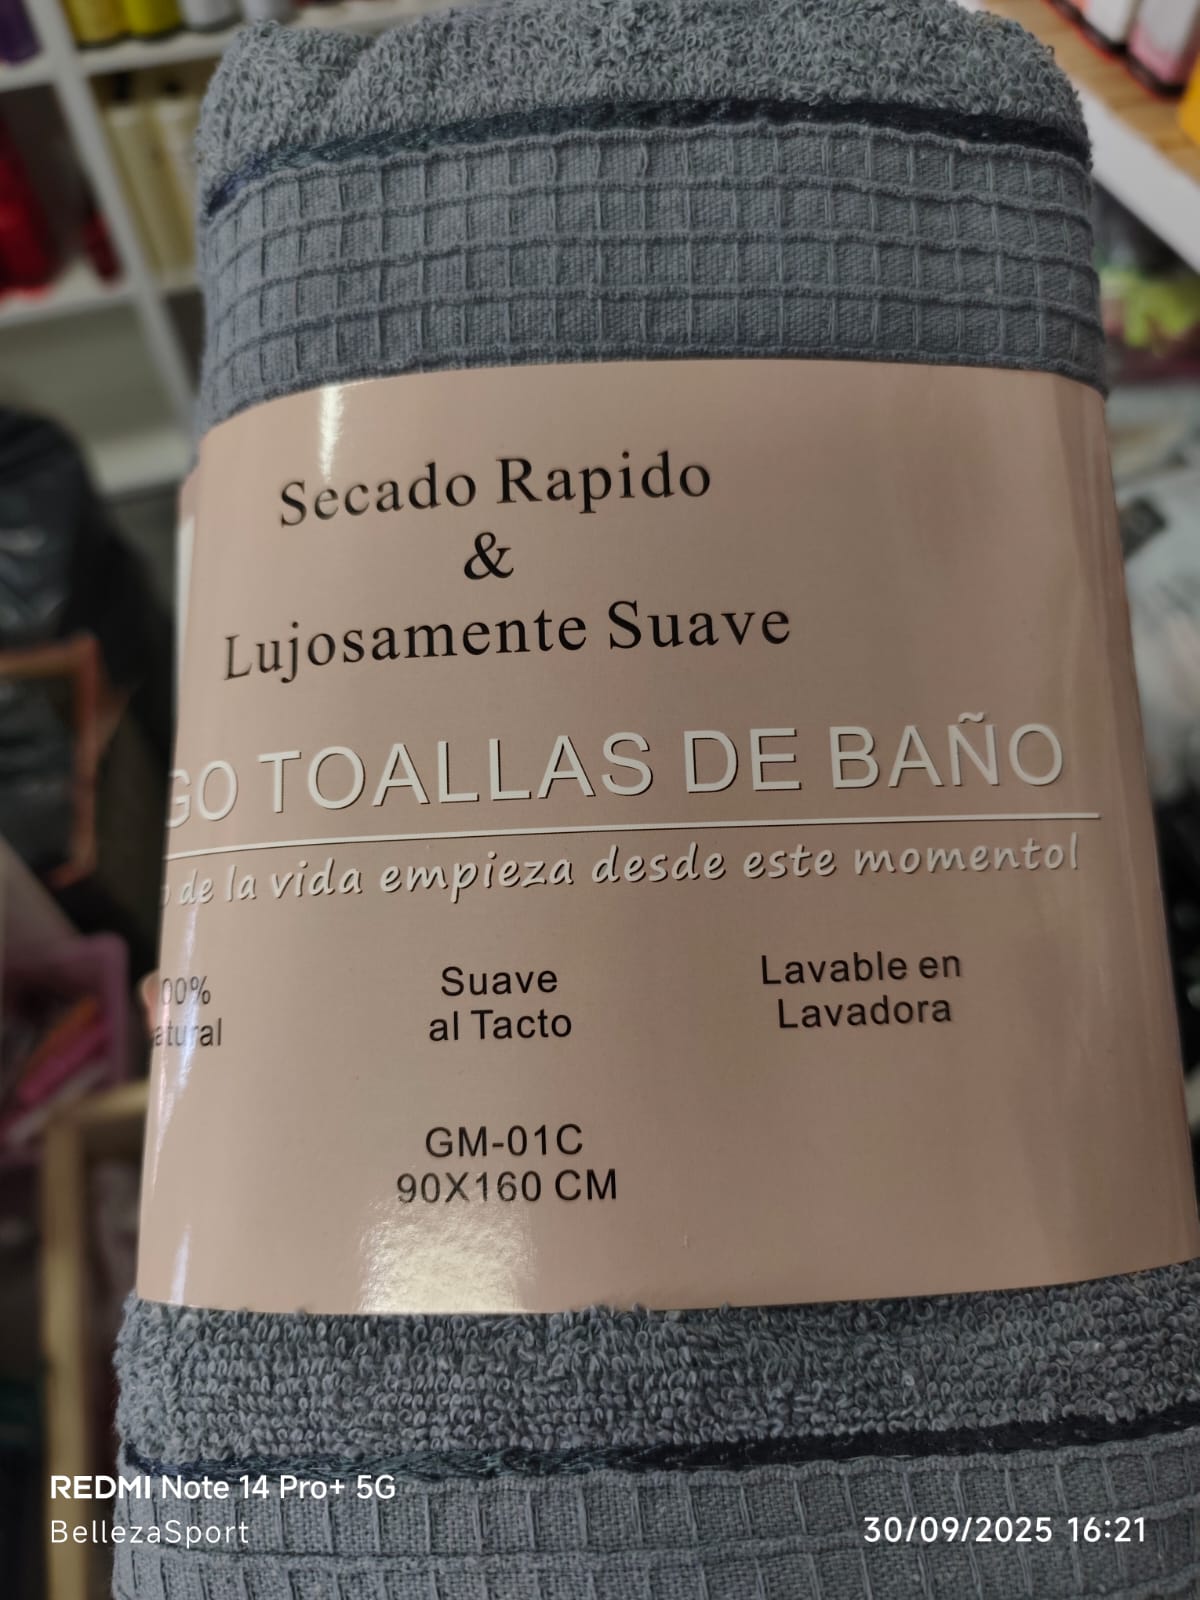 Secado Rapido
&
Lujosamente Suave
GO TOALLAS DE BAÑO
de la vida empieza desde este momento!
00%
atural
Suave
al Tacto
Lavable en
Lavadora
GM-01C
90X160 CM
REDMI Note 14 Pro+ 5G
BellezaSport
30/09/2025 16:21